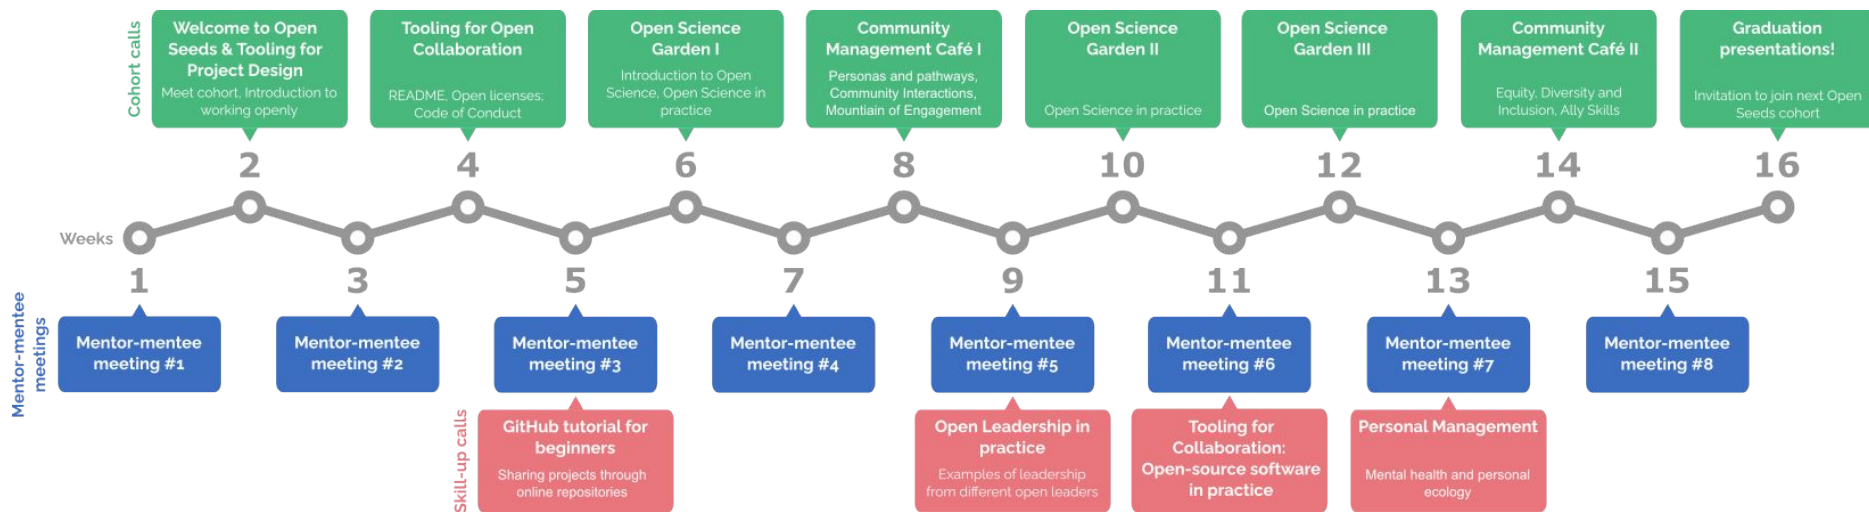 Cohort calls
Welcome to Open
Seeds & Tooling for
Project Design
Meet cohort, Introduction to
working openly
Tooling for Open
Collaboration
README, Open licenses;
Code of Conduct
Open Science
Garden I
Introduction to Open
Science, Open Science in
practice
Community
Management Café I
Personas and pathways,
Community Interactions,
Mountiain of Engagement
Open Science
Garden II
Open Science in practice
Open Science
Garden III
Open Science in practice
Community
Management Café II
Equity, Diversity and
Inclusion, Ally Skills
Graduation
presentations!
Invitation to join next Open
Seeds cohort
2
4
6
8
10
12
14
16
Weeks
1
3
5
7
9
11
13
15
Mentor-mentee
meetings
Mentor-mentee
meeting #1
Mentor-mentee
meeting #2
Mentor-mentee
meeting #3
Mentor-mentee
meeting #4
Mentor-mentee
meeting #5
Mentor-mentee
meeting #6
Mentor-mentee
meeting #7
Mentor-mentee
meeting #8
Skill-up calls
GitHub tutorial for
beginners
Sharing projects through
online repositories
Open Leadership in
practice
Examples of leadership
from different open leaders
Tooling for
Collaboration:
Open-source software
in practice
Personal Management
Mental health and personal
ecology